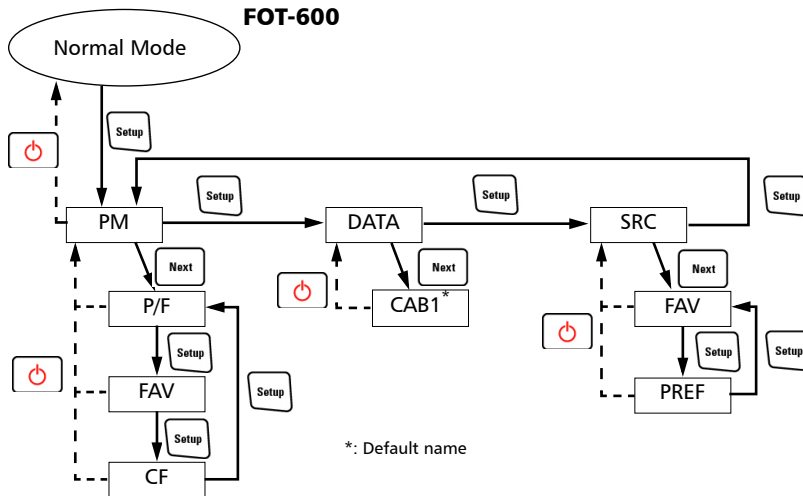 FOT-600
Normal Mode
Setup
Setup
Setup
Setup
PM
DATA
SRC
Next
Next
Next
P/F
CAB1*
FAV
Setup
Setup
Setup
Setup
FAV
PREF
Setup
CF
*: Default name